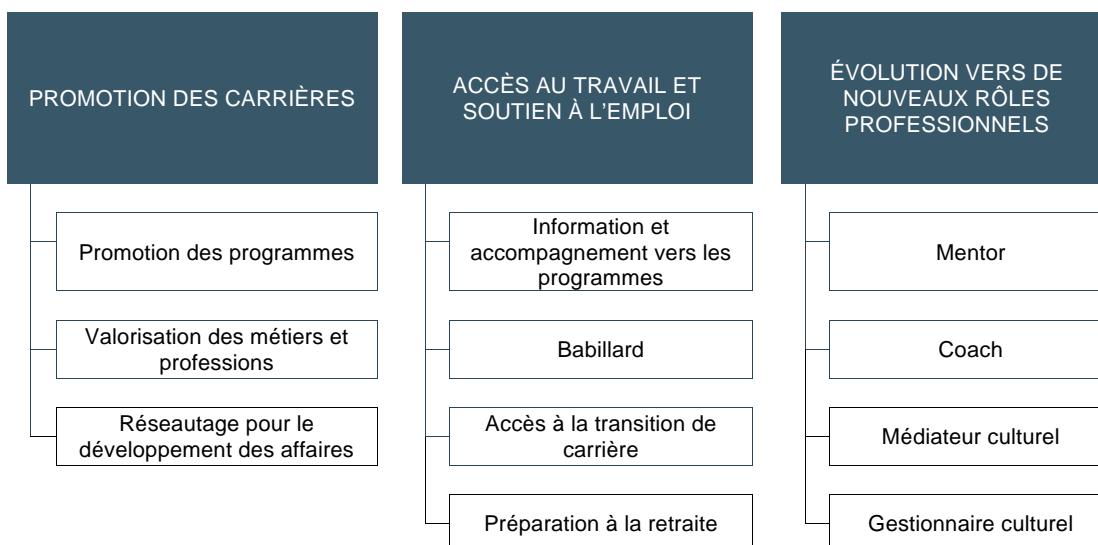 PROMOTION DES CARRIÈRES
Promotion des programmes
Valorisation des métiers et
professions
Réseautage pour le
développement des affaires
ACCÈS AU TRAVAIL ET
SOUTIEN À L'EMPLOI
Information et
accompagnement vers les
programmes
Babillard
Accès à la transition de
carrière
Préparation à la retraite
ÉVOLUTION VERS DE
NOUVEAUX RÔLES
PROFESSIONNELS
Mentor
Coach
Médiateur culturel
Gestionnaire culturel